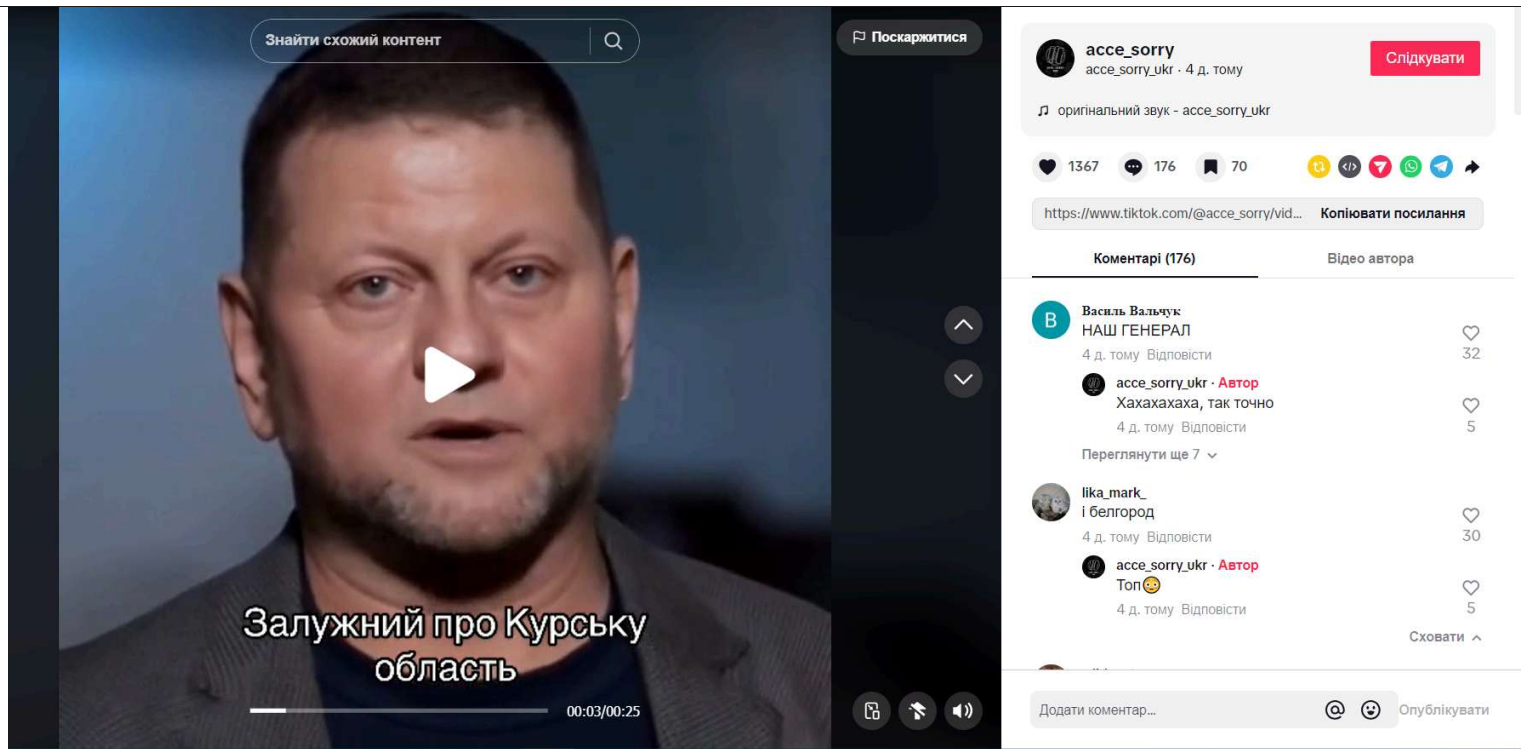 Знайти схожий контент
Поскаржитися
Залужний про Курську
область
00:03/00:25
acce_sorry
acce_sorry_ukr · 4 д. тому
Слідкувати
оригінальний звук - acce_sorry_ukr
1367
176
70
https://www.tiktok.com/@acce_sorry/vid...
Копіювати посилання
Коментарі (176)
Відео автора
В
Василь Вальчук
НАШ ГЕНЕРАЛ
4 д. тому Відповісти
32
acce_sorry_ukr · Автор
Хахахахаха, так точно
4 д. тому Відповісти
5
Переглянути ще 7
lika_mark_
і белгород
4 д. тому Відповісти
30
acce_sorry_ukr · Автор
Топ😳
4 д. тому Відповісти
5
Сховати
Додати коментар...
Опублікувати